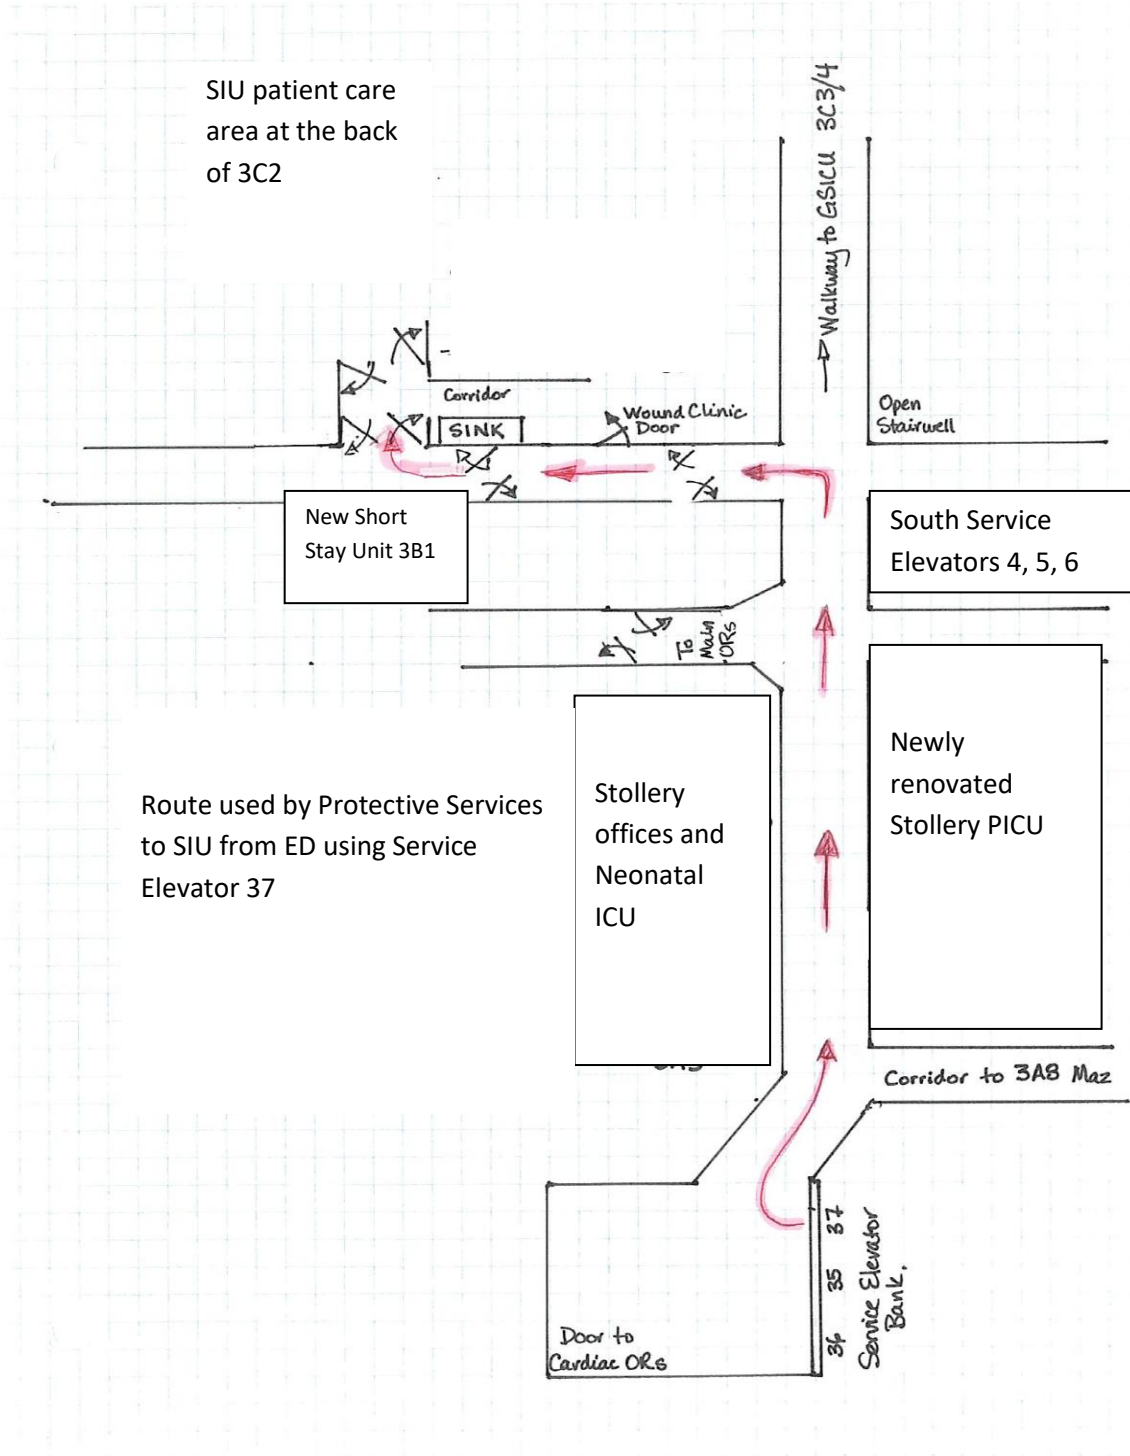 SIU patient care
area at the back
of 3C2
→ Walkway to GSICU 3C3/4
Corridor
SINK
Wound Clinic
Door
Open
Stairwell
New Short
Stay Unit 3B1
South Service
Elevators 4, 5, 6
To
Main
ORs
Newly
renovated
Stollery PICU
Stollery
offices and
Neonatal
ICU
Route used by Protective Services
to SIU from ED using Service
Elevator 37
Corridor to 3A8 Maz
37
35
36
Service Elevator
Bank.
Door to
Cardiac ORs